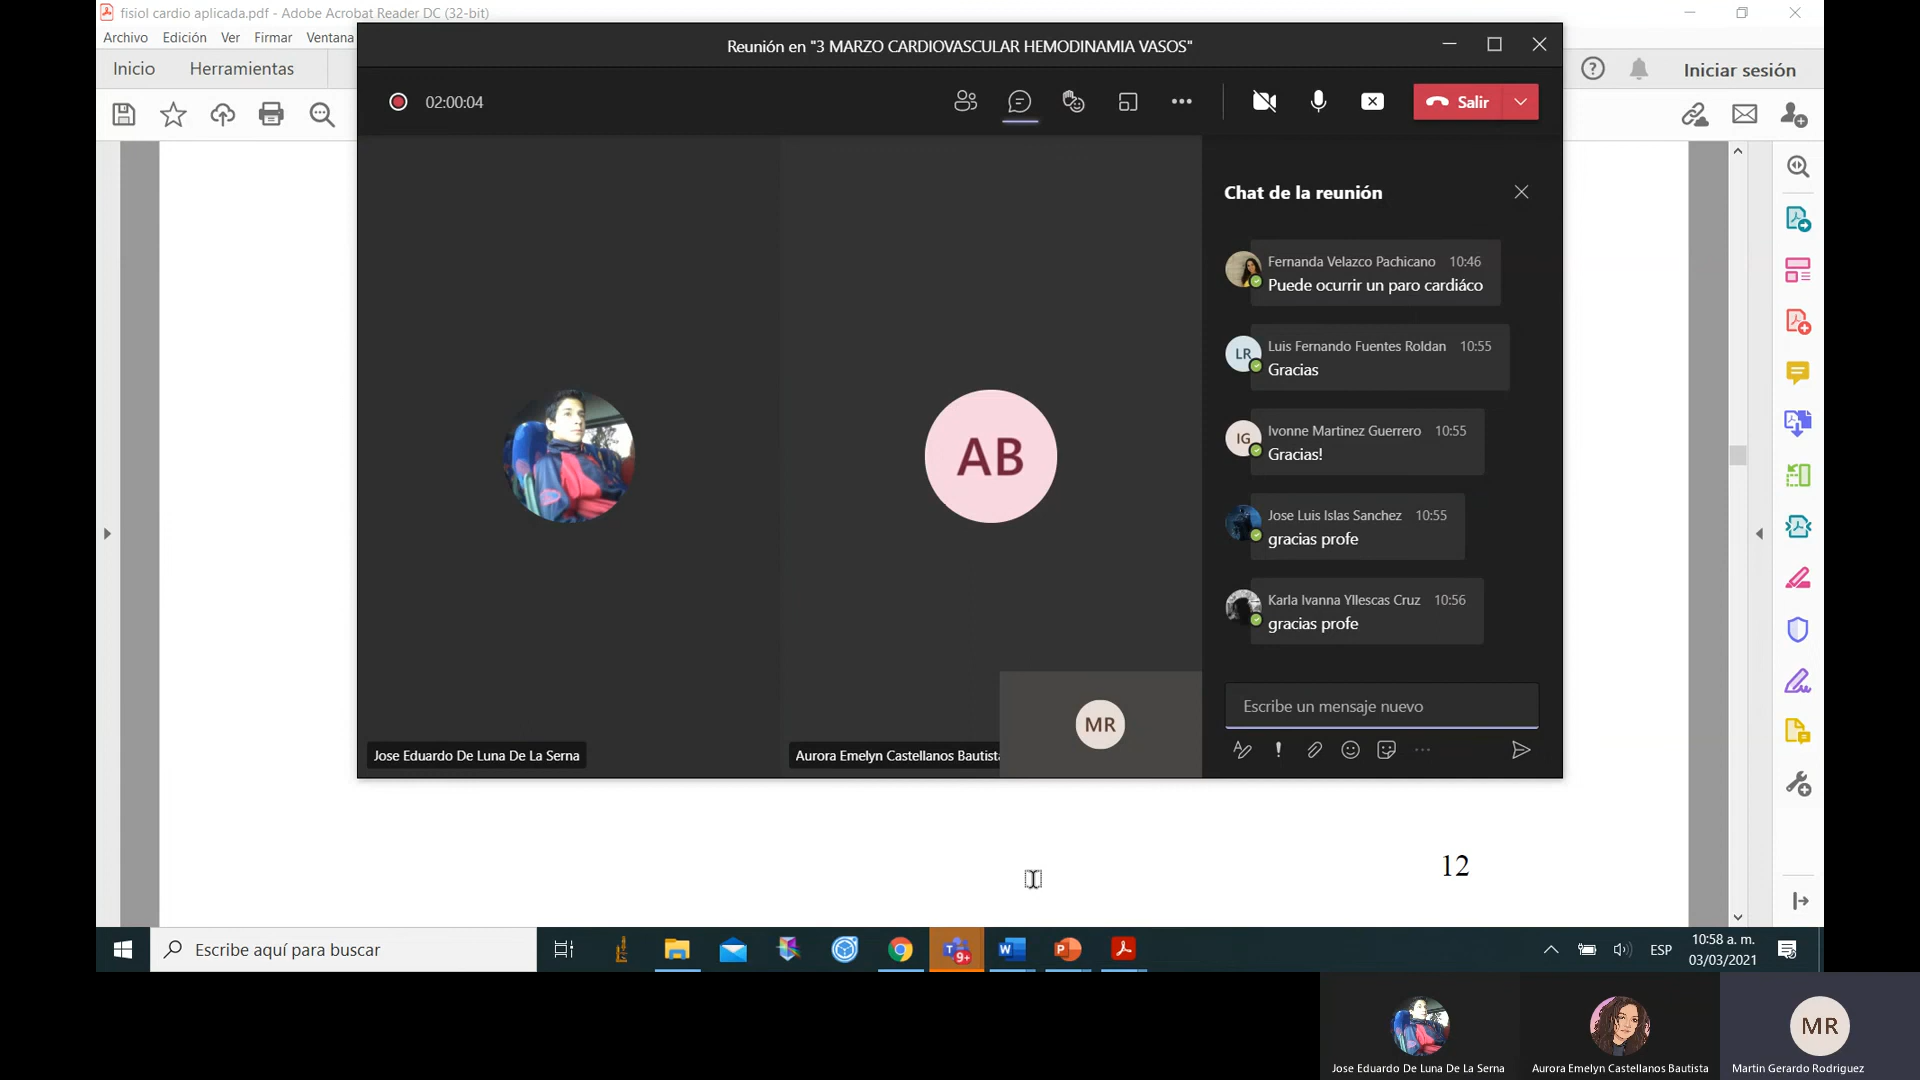 fisiol cardio aplicada.pdf - Adobe Acrobat Reader DC (32-bit)
Archivo Edición Ver Firmar Ventana
Inicio Herramientas
Iniciar sesión
Reunión en "3 MARZO CARDIOVASCULAR HEMODINAMIA VASOS"
02:00:04
Salir
Chat de la reunión
Fernanda Velazco Pachicano 10:46
Puede ocurrir un paro cardiáco
LR
Luis Fernando Fuentes Roldan 10:55
Gracias
IG
Ivonne Martinez Guerrero 10:55
Gracias!
Jose Luis Islas Sanchez 10:55
gracias profe
Karla Ivanna Yllescas Cruz 10:56
gracias profe
AB
MR
Escribe un mensaje nuevo
Jose Eduardo De Luna De La Serna
Aurora Emelyn Castellanos Bautista
12
Escribe aquí para buscar
9+
ESP
10:58 a. m.
03/03/2021
MR
Jose Eduardo De Luna De La Serna
Aurora Emelyn Castellanos Bautista
Martin Gerardo Rodriguez